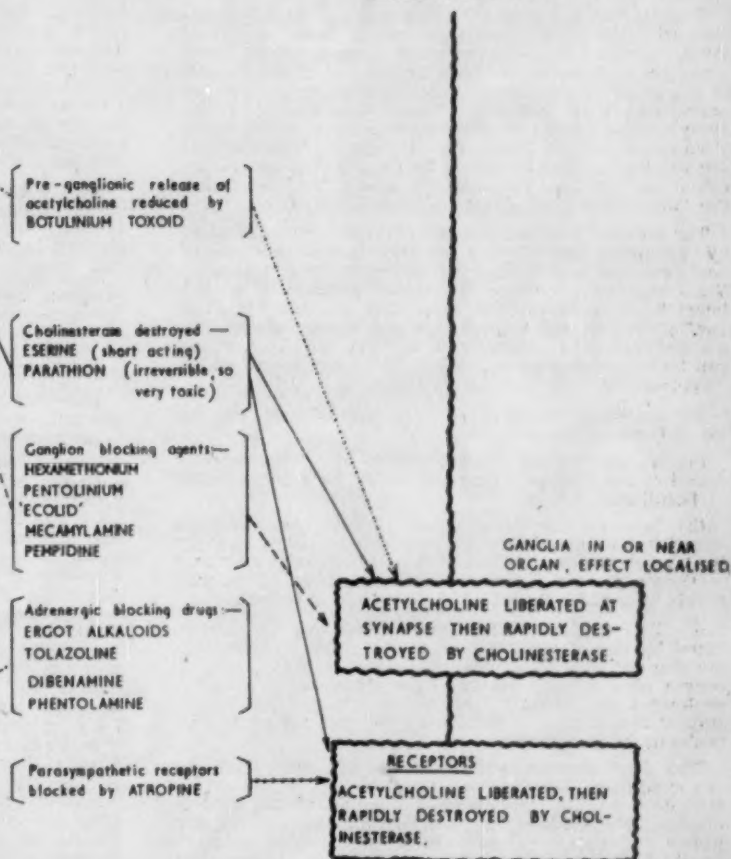 Pre-ganglionic release of
acetylcholine reduced by
BOTULINIUM TOXOID
Cholinesterase destroyed —
ESERINE (short acting)
PARATHION (irreversible, so
very toxic)
Ganglion blocking agents:—
HEXAMETHONIUM
PENTOLINIUM
'ECOLID'
MECAMYLAMINE
PEMPIDINE
GANGLIA IN OR NEAR
ORGAN, EFFECT LOCALISED
ACETYLCHOLINE LIBERATED AT
SYNAPSE THEN RAPIDLY DES-
TROYED BY CHOLINESTERASE.
Adrenergic blocking drugs:—
ERGOT ALKALOIDS
TOLAZOLINE
DIBENAMINE
PHENTOLAMINE
Parasympathetic receptors
blocked by ATROPINE
RECEPTORS
ACETYLCHOLINE LIBERATED, THEN
RAPIDLY DESTROYED BY CHOL-
INESTERASE.